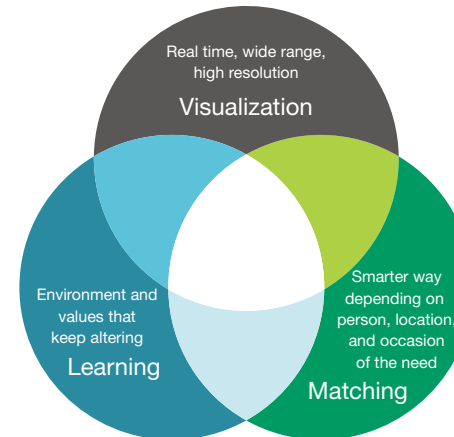 Real time, wide range,
high resolution
Visualization
Environment and
values that
keep altering
Learning
Smarter way
depending on
person, location,
and occasion
of the need
Matching